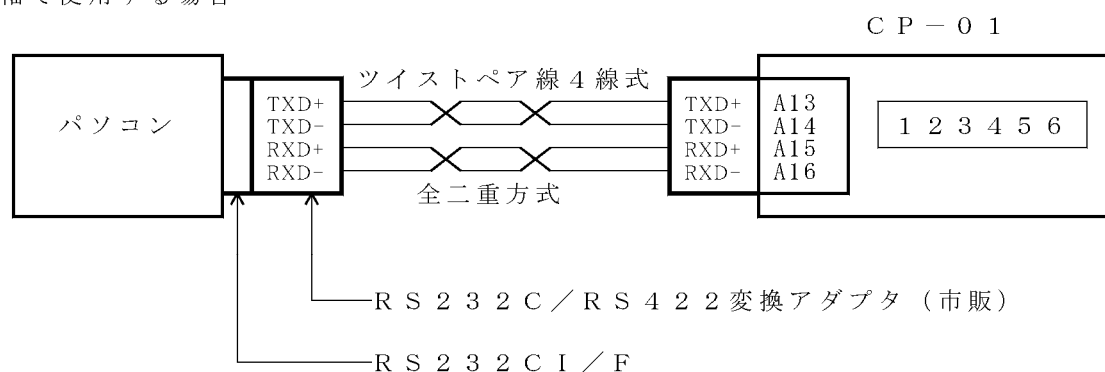 で使用する場合
ＣＰ－０１
パソコン
ツイストペア線４線式
TXD+
TXD-
RXD+
RXD-
TXD+
TXD-
RXD+
RXD-
A13
A14
A15
A16
１２３４５６
全二重方式
ＲＳ２３２Ｃ／ＲＳ４２２変換アダプタ（市販）
ＲＳ２３２ＣＩ／Ｆ